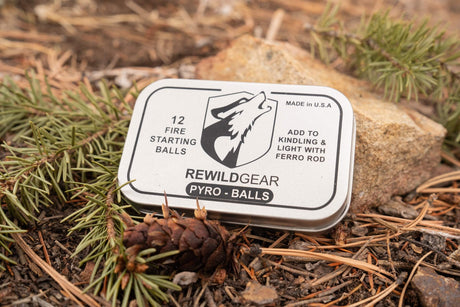 MADE IN U.S.A
12
FIRE
STARTING
BALLS
ADD TO
KINDLING &
LIGHT WITH
FERRO ROD
REWILDGEAR
PYRO - BALLS